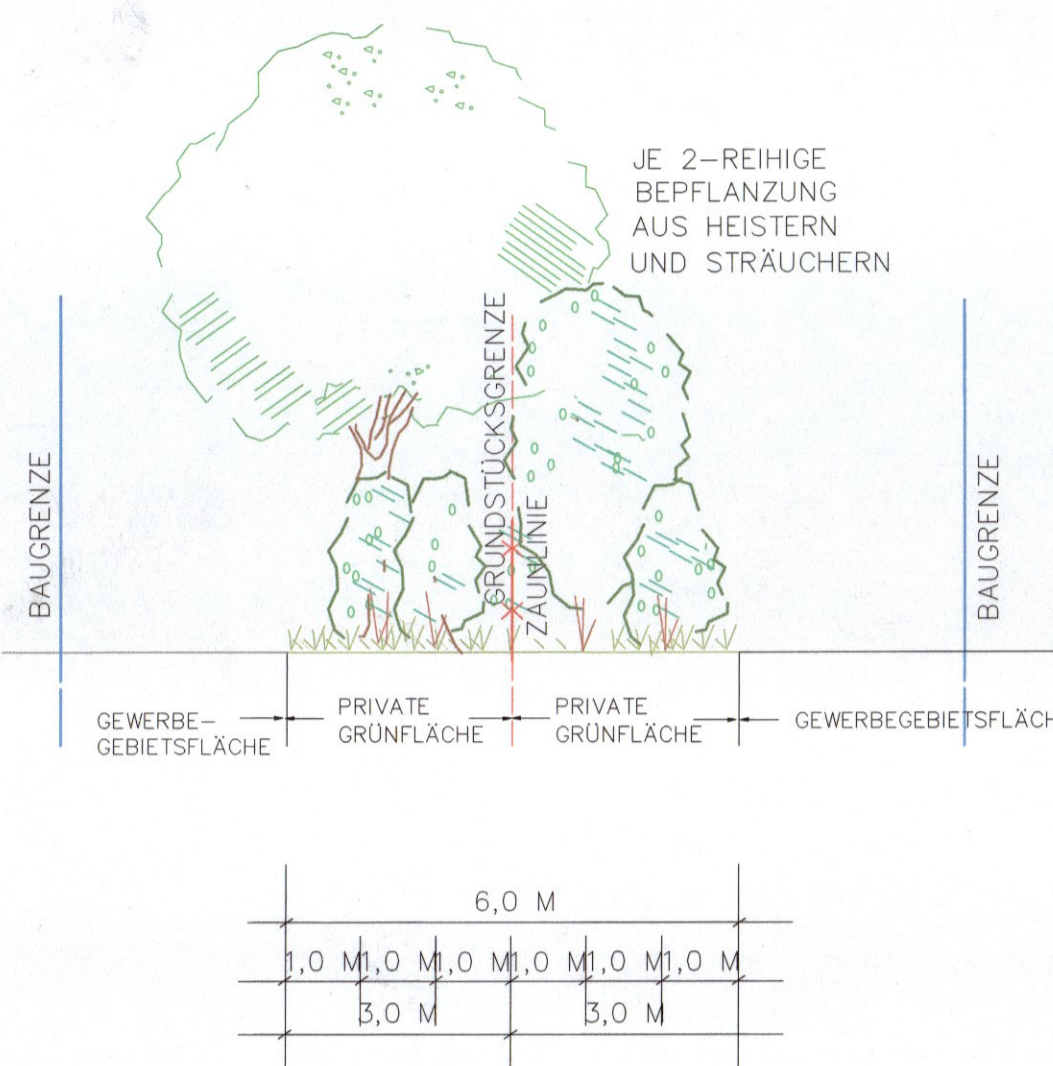 JE 2-REIHIGE
BEPFLANZUNG
AUS HEISTERN
UND STRÄUCHERN
BAUGRENZE
GRUNDSTÜCKSGRENZE
ZAUNLINIE
BAUGRENZE
GEWERBE-
GEBIETSFLÄCHE
PRIVATE
GRÜNFLÄCHE
PRIVATE
GRÜNFLÄCHE
GEWERBEGEBIETSFLÄCH
6,0 M
1,0 M 1,0 M 1,0 M 1,0 M 1,0 M 1,0 M
3,0 M 3,0 M